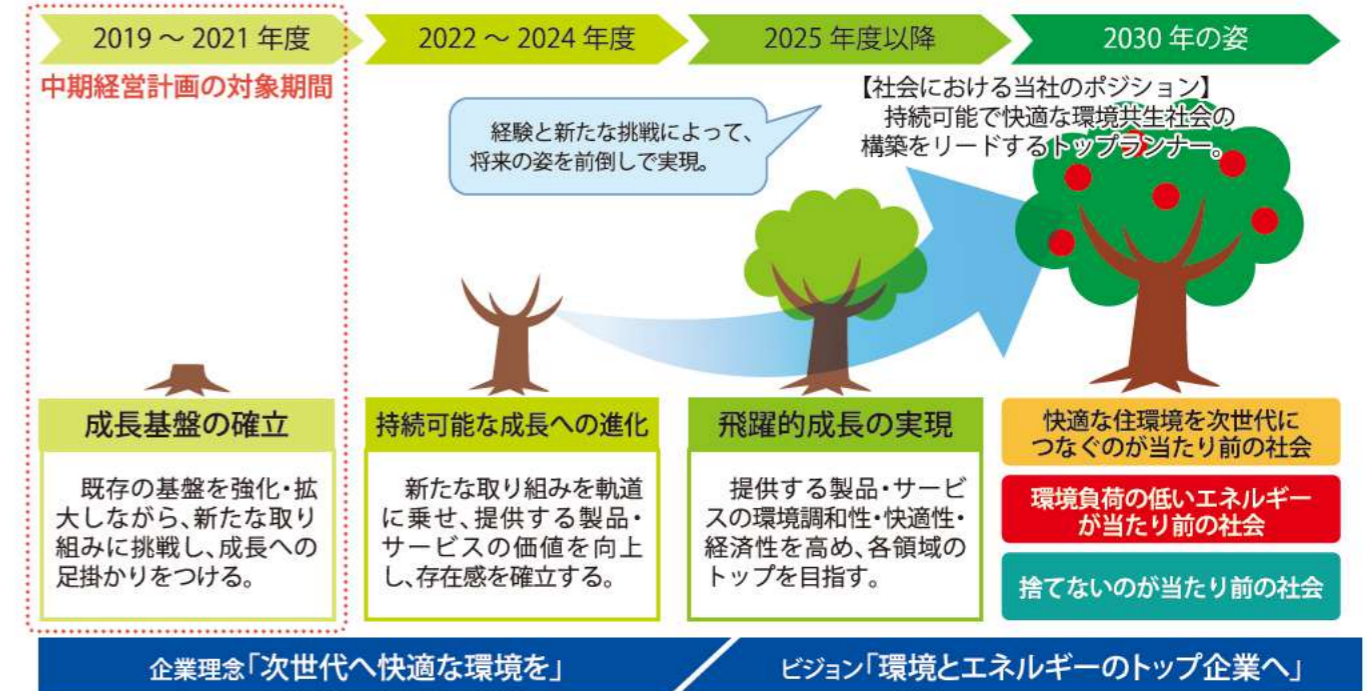 2019 ～ 2021 年度
2022 ～ 2024 年度
2025 年度以降
2030 年の姿
中期経営計画の対象期間
経験と新たな挑戦によって、
将来の姿を前倒しで実現。
【社会における当社のポジション】
持続可能で快適な環境共生社会の
構築をリードするトップランナー。
成長基盤の確立
既存の基盤を強化・拡
大しながら、新たな取り
組みに挑戦し、成長への
足掛かりをつける。
持続可能な成長への進化
新たな取り組みを軌道
に乗せ、提供する製品・
サービスの価値を向上
し、存在感を確立する。
飛躍的成長の実現
提供する製品・サービ
スの環境調和性・快適性・
経済性を高め、各領域の
トップを目指す。
快適な住環境を次世代に
つなぐのが当たり前の社会
環境負荷の低いエネルギー
が当たり前の社会
捨てないのが当たり前の社会
企業理念「次世代へ快適な環境を」
ビジョン「環境とエネルギーのトップ企業へ」